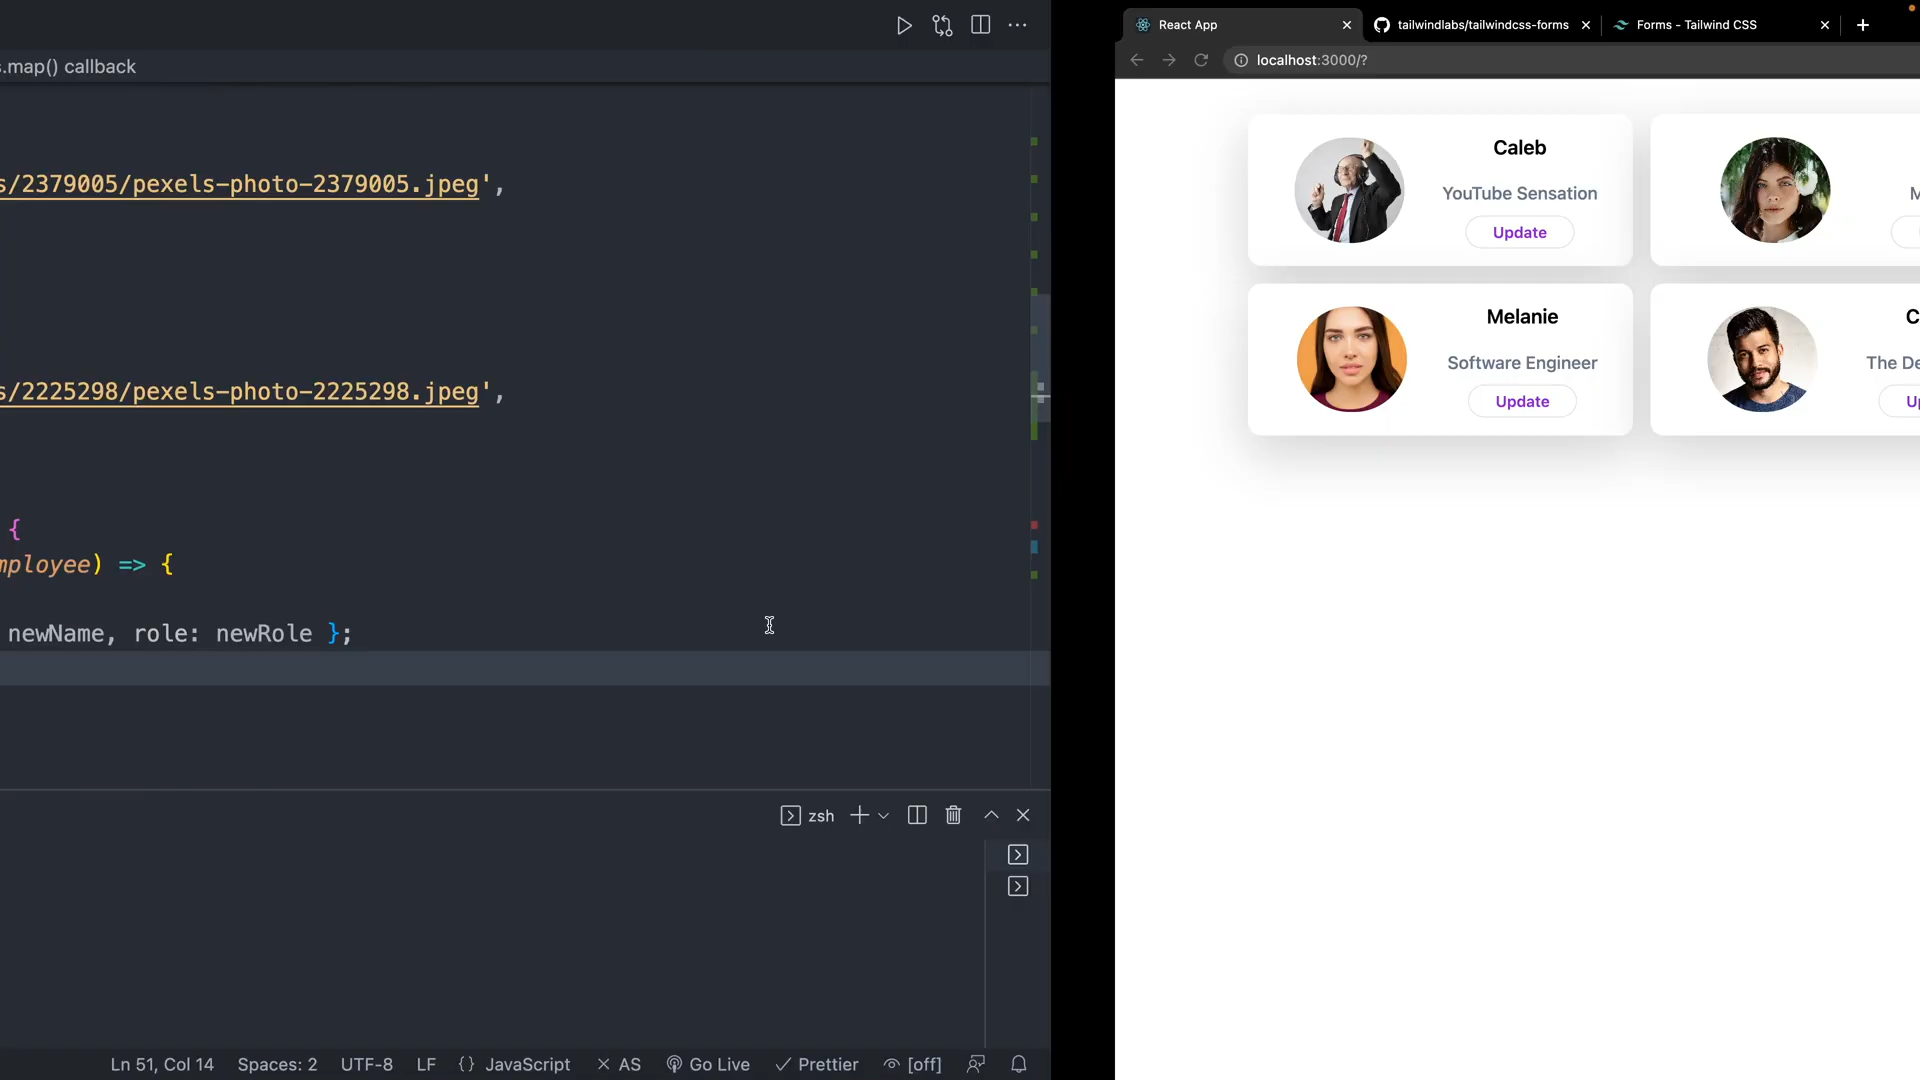 s.map() callback
s/2379005/pexels-photo-2379005.jpeg',
s/2225298/pexels-photo-2225298.jpeg',
{
mployee) => {
newName, role: newRole };
zsh
Ln 51, Col 14 Spaces: 2 UTF-8 LF {} JavaScript × AS Go Live ✓ Prettier [off]
React App tailwindlabs/tailwindcss-forms Forms - Tailwind CSS
localhost:3000/?
Caleb
YouTube Sensation M
Update
Melanie C
Software Engineer The De
Update Up